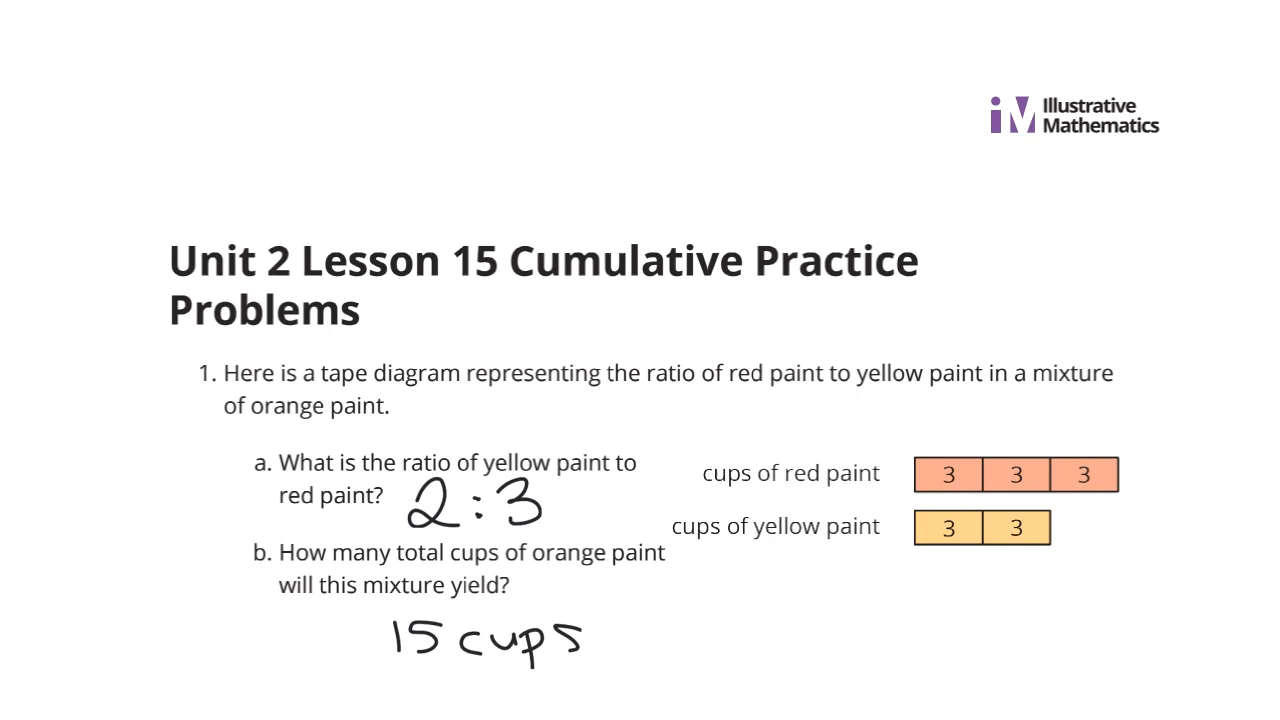 Illustrative
Mathematics
Unit 2 Lesson 15 Cumulative Practice
Problems
1. Here is a tape diagram representing the ratio of red paint to yellow paint in a mixture
of orange paint.
a. What is the ratio of yellow paint to
red paint? 2:3
b. How many total cups of orange paint
will this mixture yield?
15 cups
cups of red paint 3 3 3
cups of yellow paint 3 3